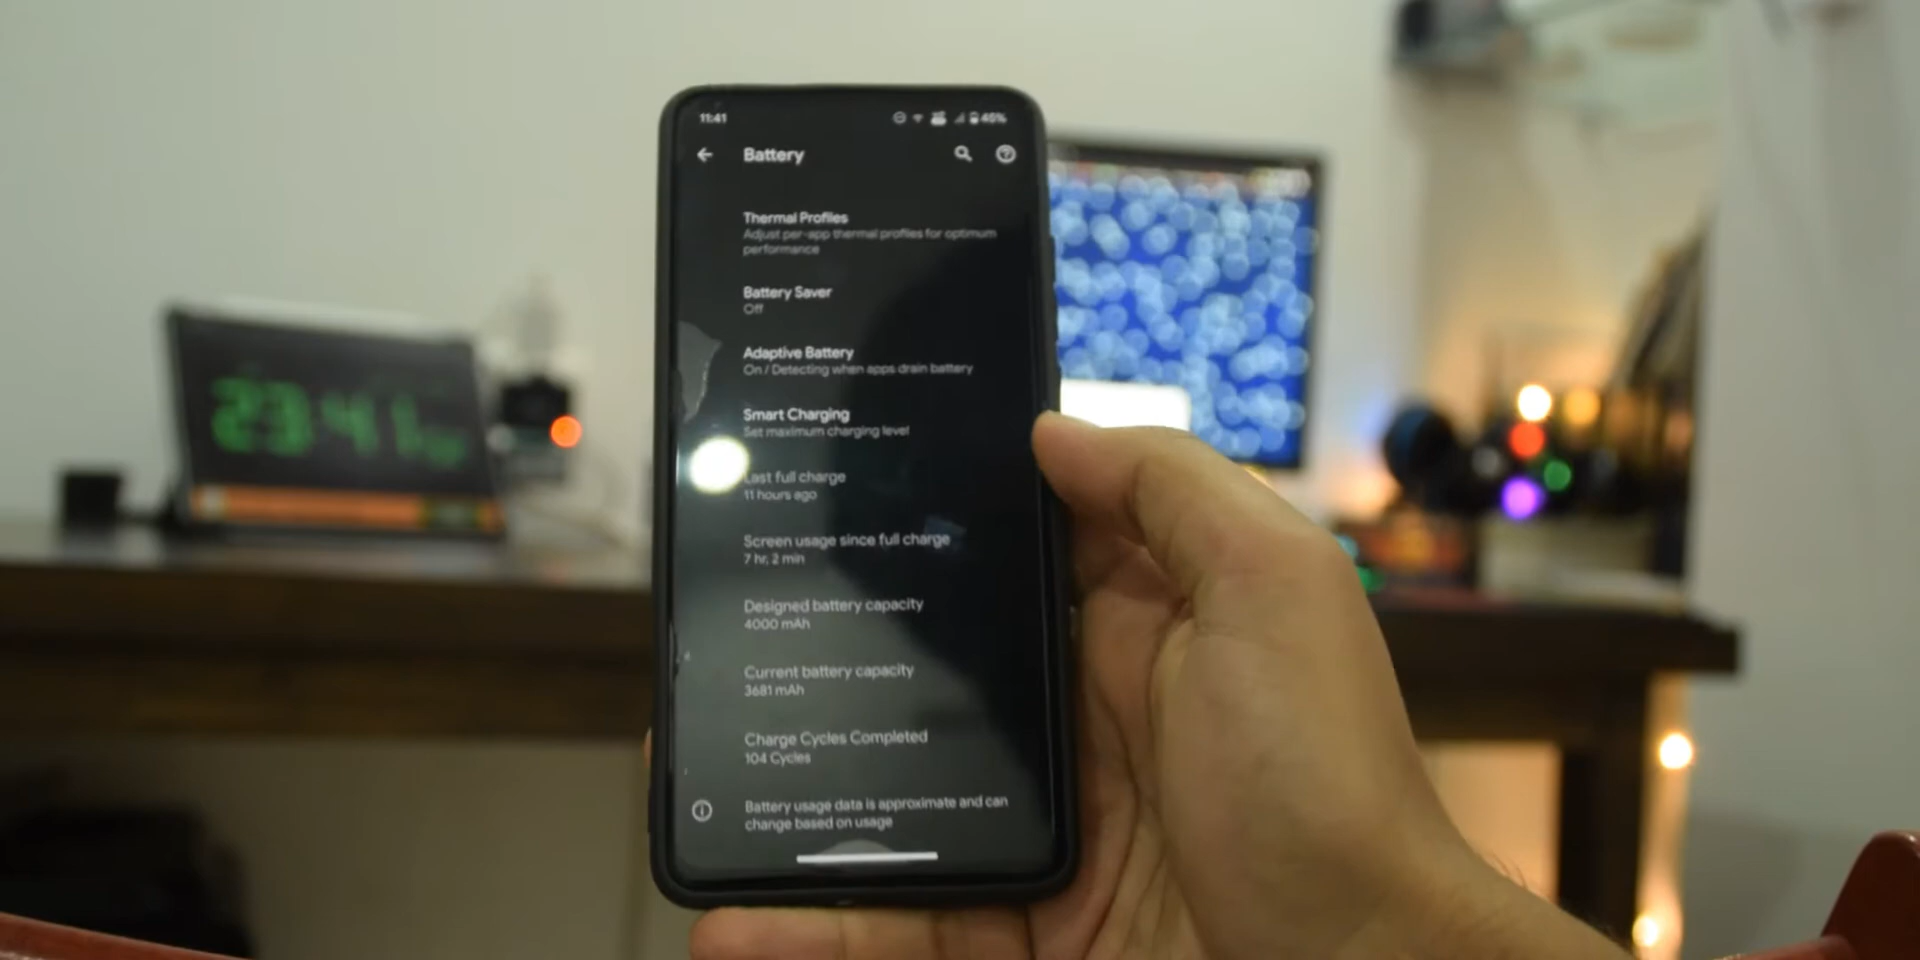 11:41
46%
Battery
Thermal Profiles
Adjust per-app thermal profiles for optimum
performance
Battery Saver
Off
Adaptive Battery
On / Detecting when apps drain battery
Smart Charging
Set maximum charging level
Last full charge
11 hours ago
Screen usage since full charge
7 hr, 2 min
Designed battery capacity
4000 mAh
Current battery capacity
3681 mAh
Charge Cycles Completed
104 Cycles
Battery usage data is approximate and can
change based on usage
23:41